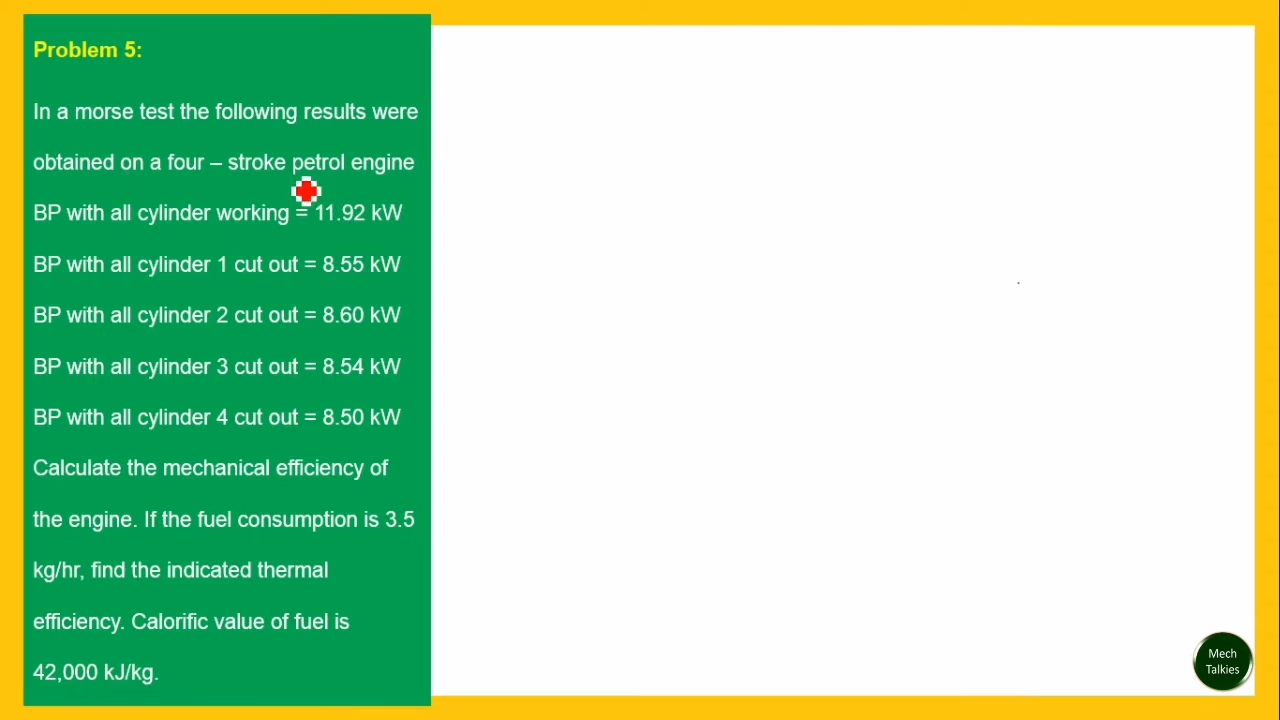 Problem 5:
In a morse test the following results were
obtained on a four – stroke petrol engine
BP with all cylinder working = 11.92 kW
BP with all cylinder 1 cut out = 8.55 kW
BP with all cylinder 2 cut out = 8.60 kW
BP with all cylinder 3 cut out = 8.54 kW
BP with all cylinder 4 cut out = 8.50 kW
Calculate the mechanical efficiency of
the engine. If the fuel consumption is 3.5
kg/hr, find the indicated thermal
efficiency. Calorific value of fuel is
42,000 kJ/kg.
Mech
Talkies